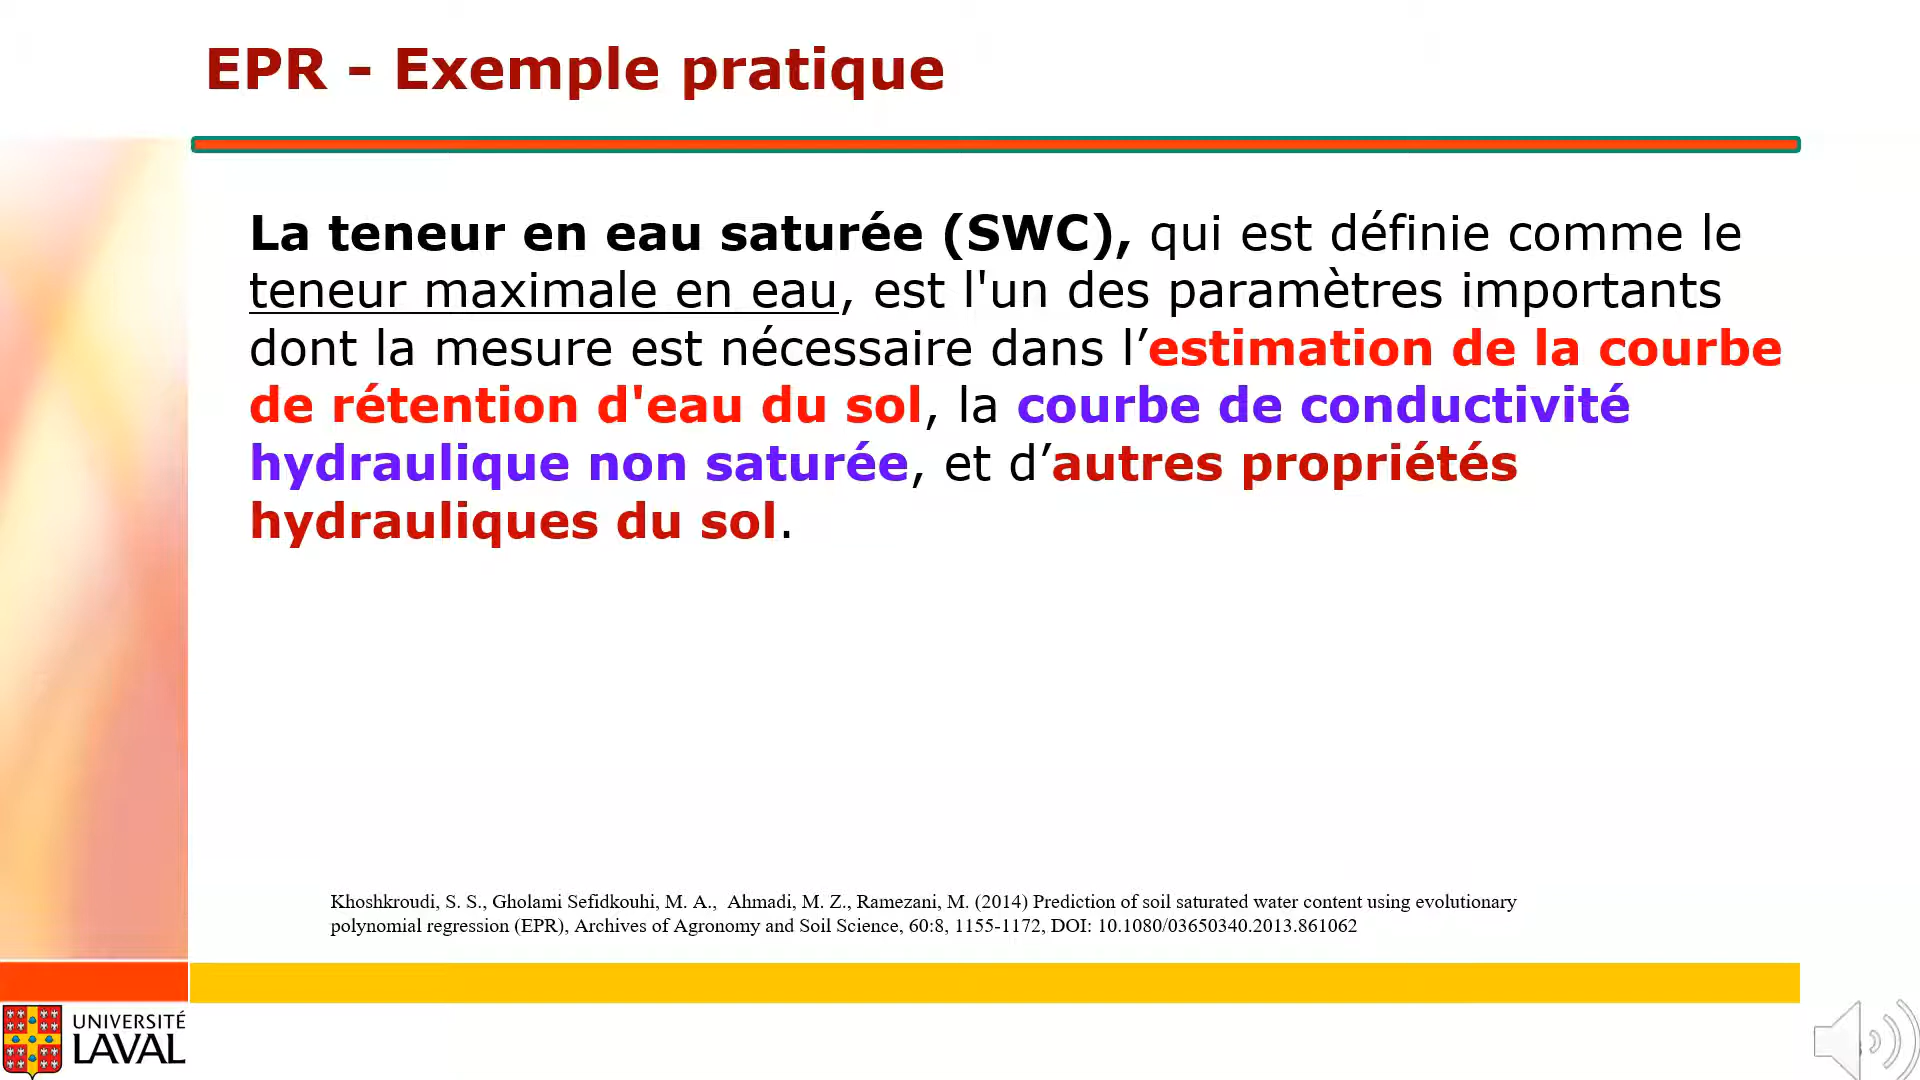 EPR - Exemple pratique
La teneur en eau saturée (SWC), qui est définie comme le
teneur maximale en eau, est l'un des paramètres importants
dont la mesure est nécessaire dans l’estimation de la courbe
de rétention d'eau du sol, la courbe de conductivité
hydraulique non saturée, et d’autres propriétés
hydrauliques du sol.
Khoshkroudi, S. S., Gholami Sefidkouhi, M. A.,  Ahmadi, M. Z., Ramezani, M. (2014) Prediction of soil saturated water content using evolutionary
polynomial regression (EPR), Archives of Agronomy and Soil Science, 60:8, 1155-1172, DOI: 10.1080/03650340.2013.861062
UNIVERSITÉ
LAVAL